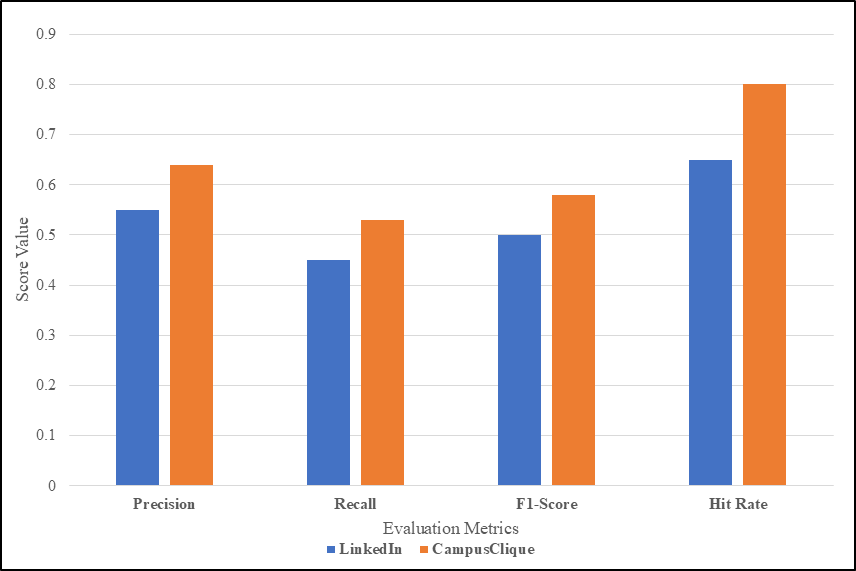 0.9
0.8
0.7
0.6
0.5
0.4
0.3
0.2
0.1
0
Score Value
Precision Recall F1-Score Hit Rate
Evaluation Metrics
LinkedIn CampusClique